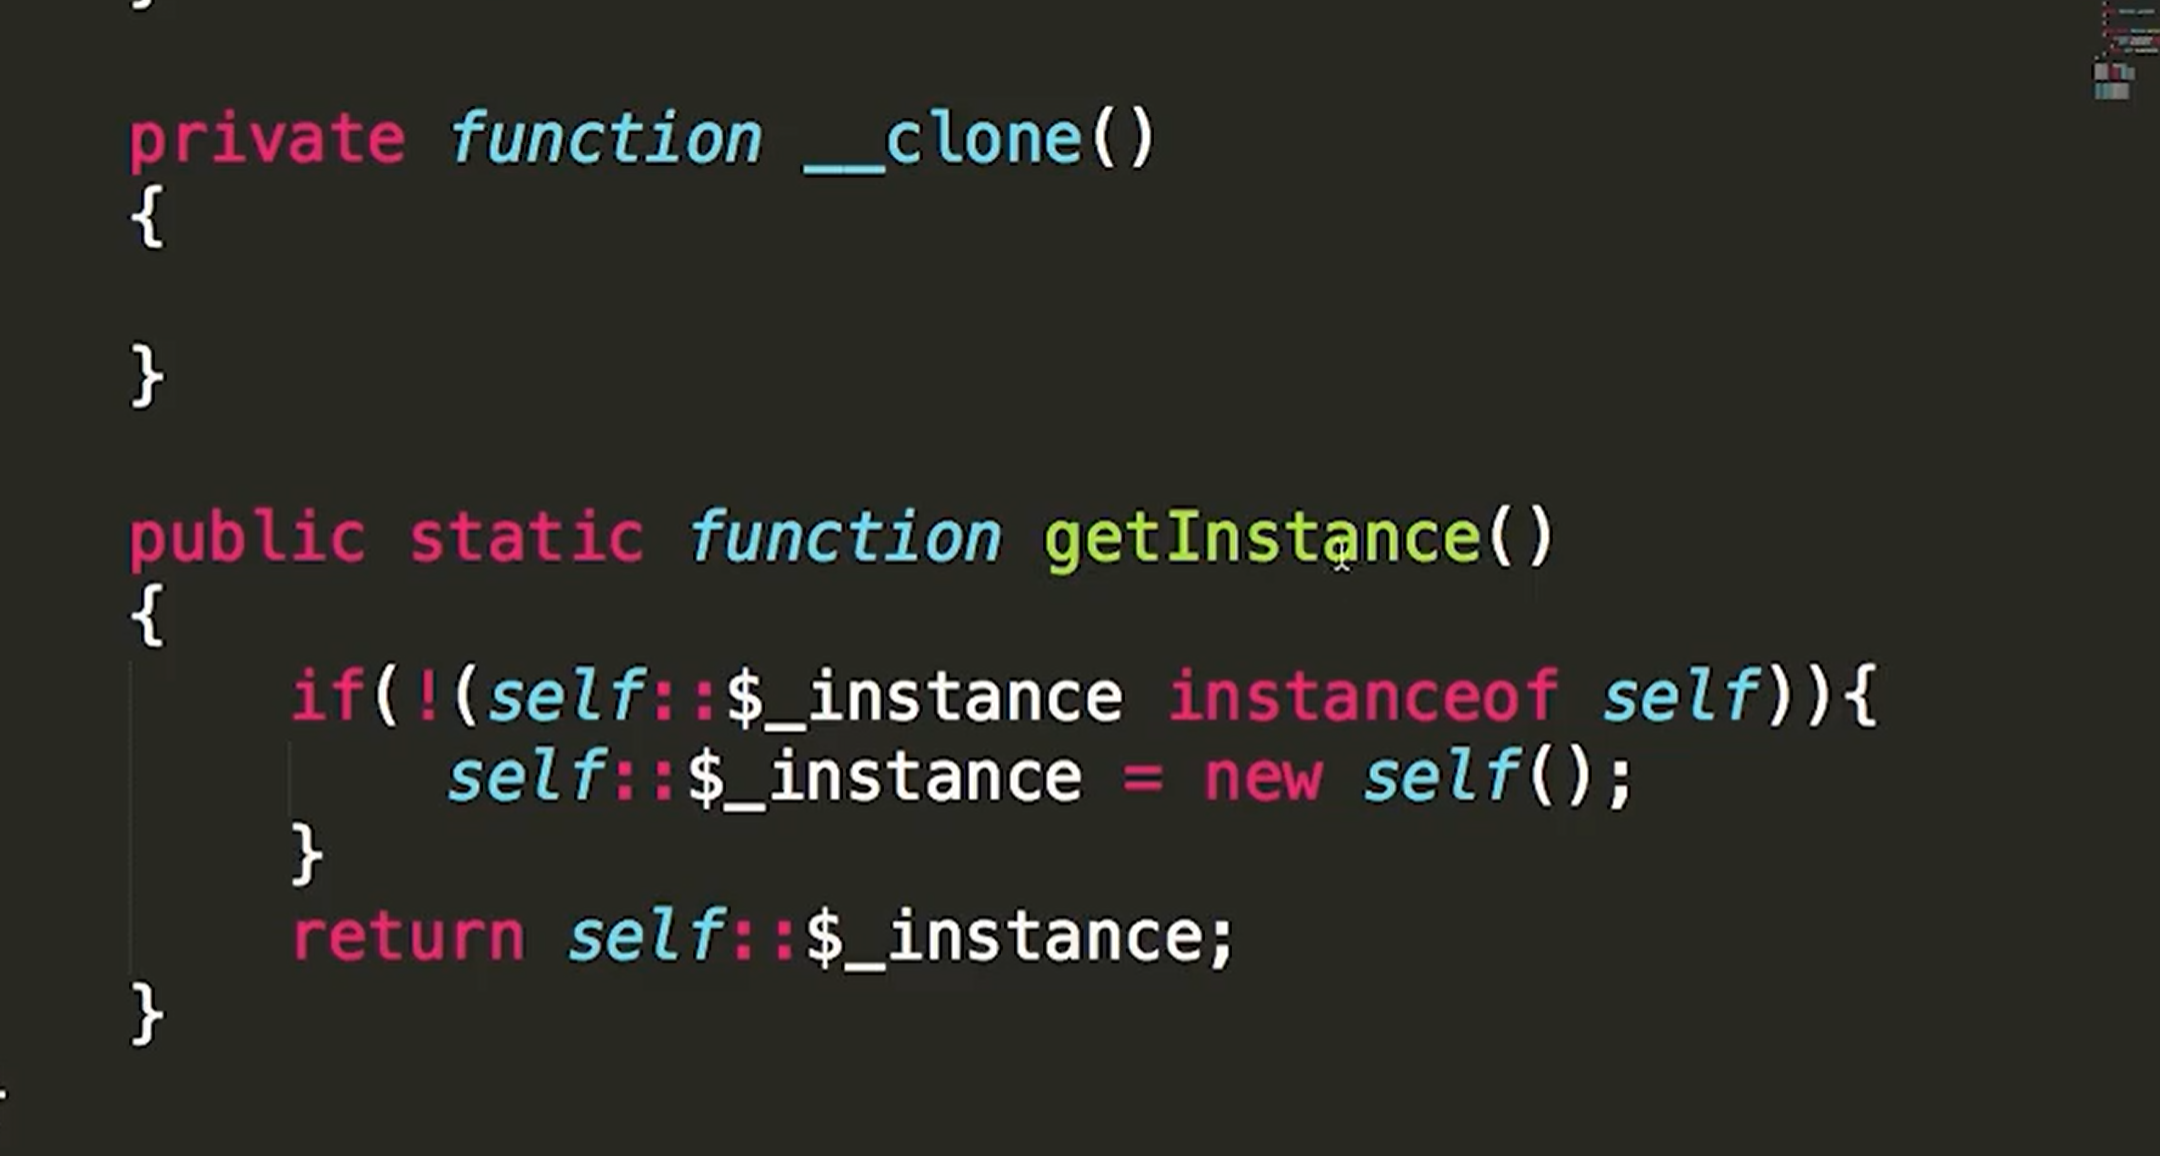 }
private function __clone()
{
}
public static function getInstance()
{
if(!(self::$_instance instanceof self)){
self::$_instance = new self();
}
return self::$_instance;
}